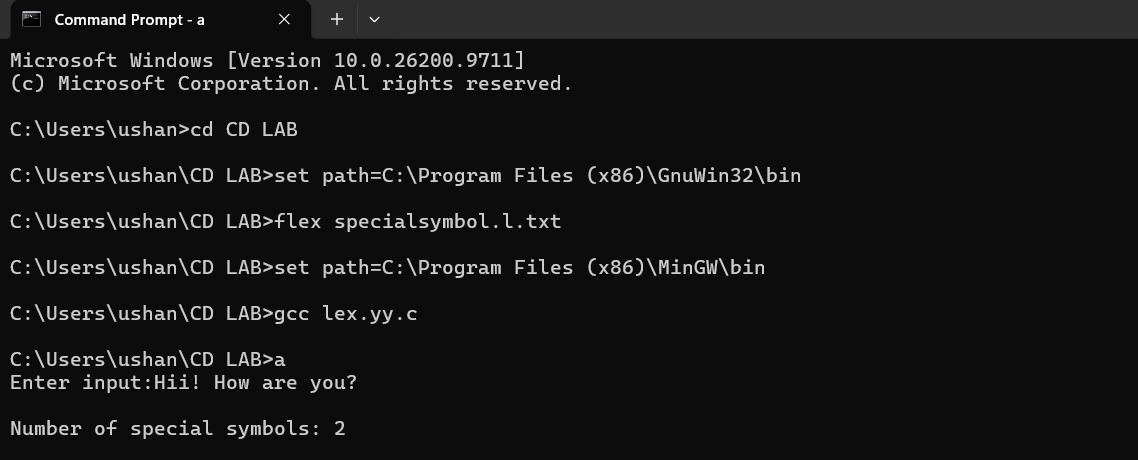 Command Prompt - a
Microsoft Windows [Version 10.0.26200.9711]
(c) Microsoft Corporation. All rights reserved.
C:\Users\ushan>cd CD LAB
C:\Users\ushan\CD LAB>set path=C:\Program Files (x86)\GnuWin32\bin
C:\Users\ushan\CD LAB>flex specialsymbol.l.txt
C:\Users\ushan\CD LAB>set path=C:\Program Files (x86)\MinGW\bin
C:\Users\ushan\CD LAB>gcc lex.yy.c
C:\Users\ushan\CD LAB>a
Enter input:Hii! How are you?
Number of special symbols: 2